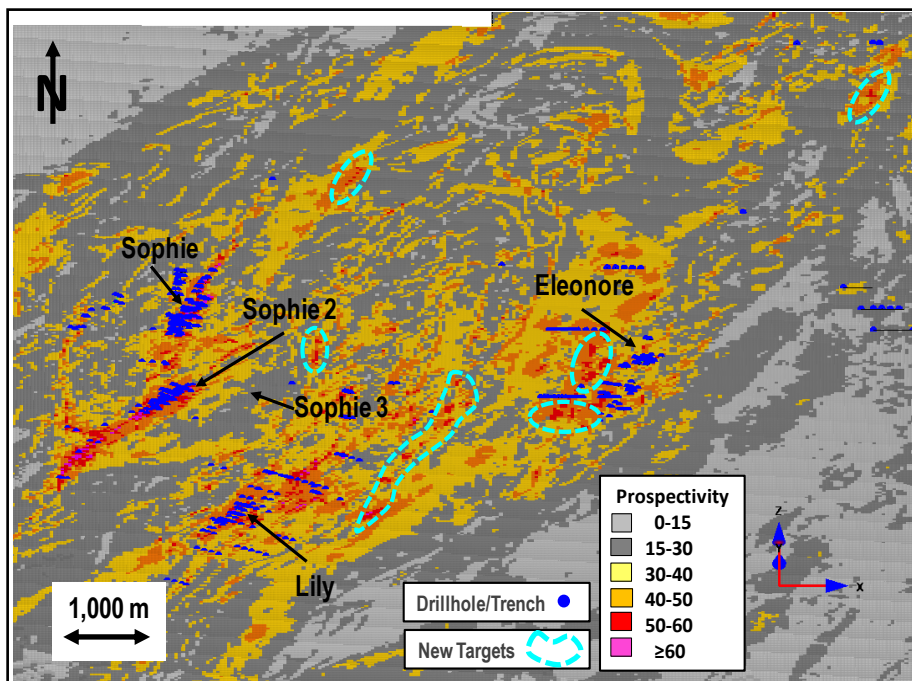 N
Sophie
Sophie 2
Eleonore
Sophie 3
Lily
1,000 m
Drillhole/Trench
New Targets
Prospectivity
0-15
15-30
30-40
40-50
50-60
≥60
z
x